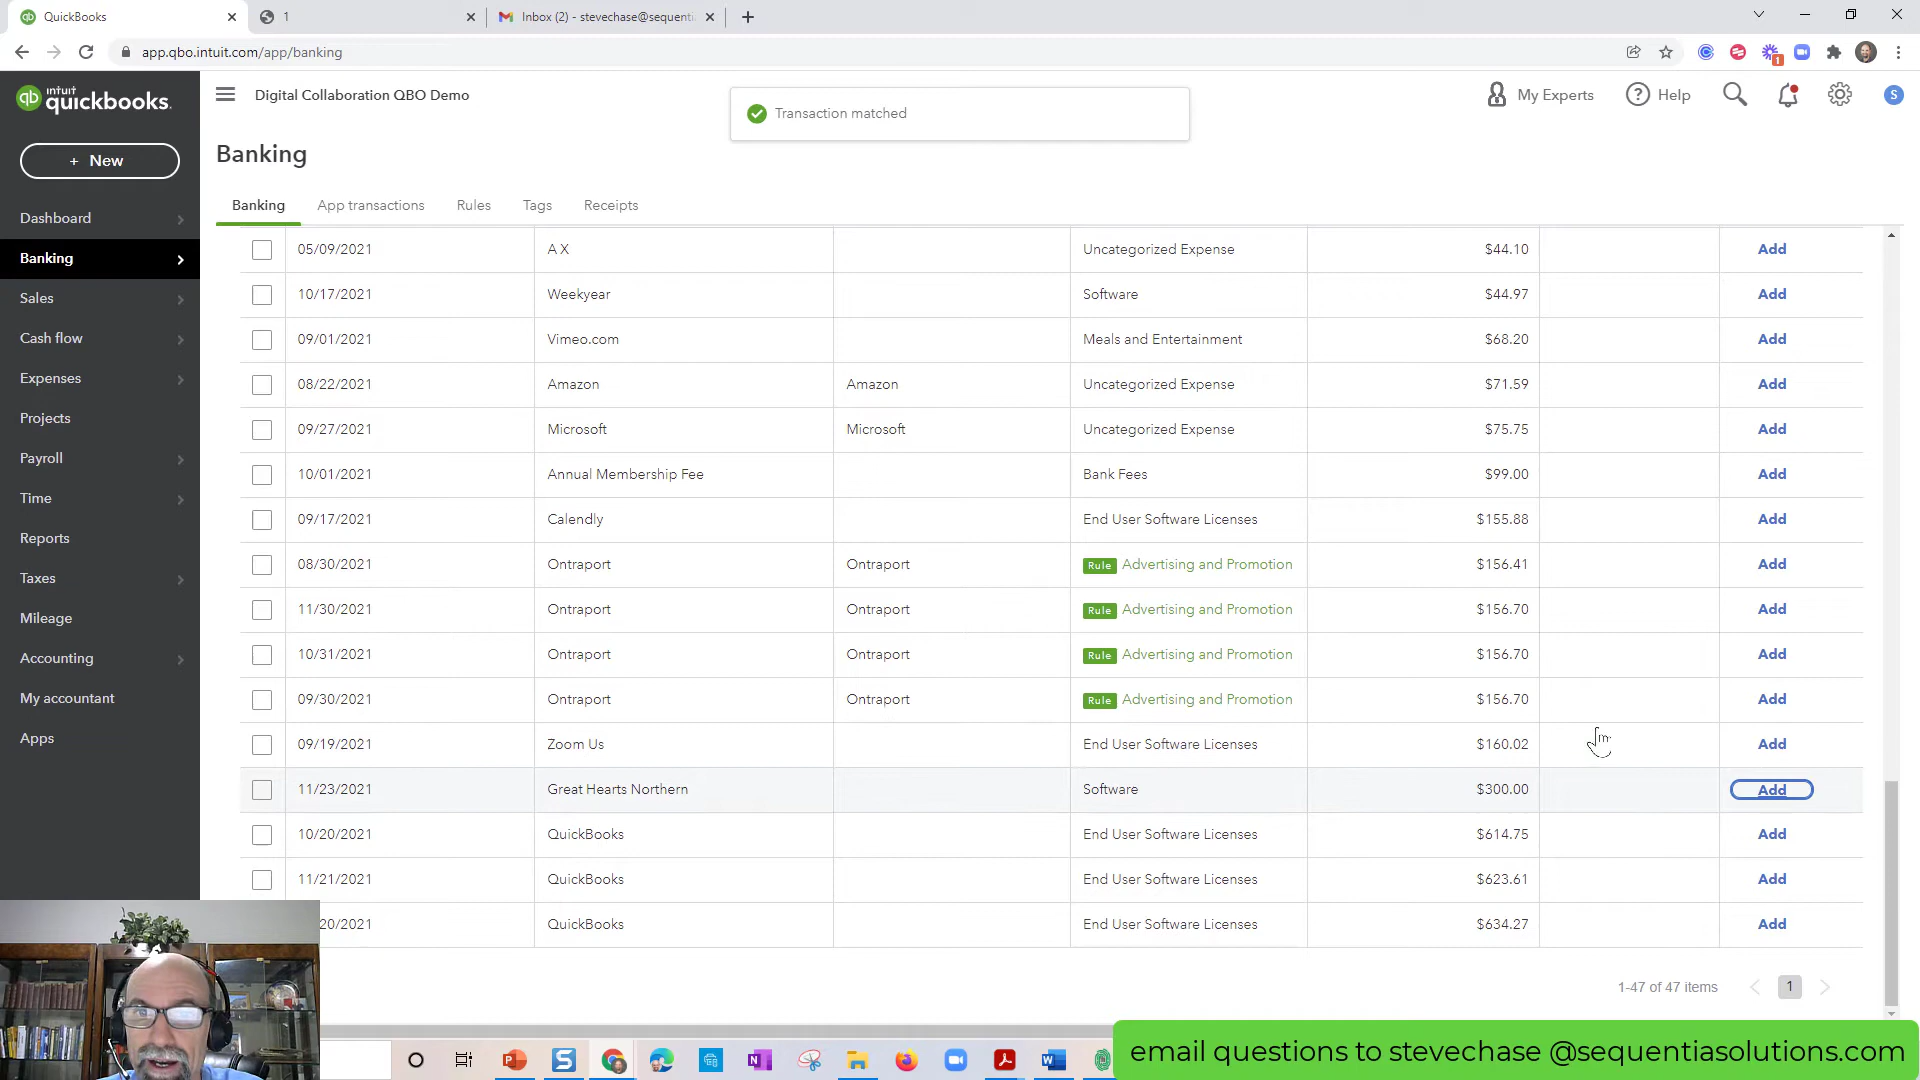 QuickBooks
1
Inbox (2) - stevechase@sequenti
app.qbo.intuit.com/app/banking
1
intuit
quickbooks.
qb
Digital Collaboration QBO Demo
Transaction matched
My Experts
Help
S
+ New
Banking
Banking
App transactions
Rules
Tags
Receipts
Dashboard
Banking
Sales
Cash flow
Expenses
Projects
Payroll
Time
Reports
Taxes
Mileage
Accounting
My accountant
Apps
05/09/2021 A X Uncategorized Expense $44.10 Add
10/17/2021 Weekyear Software $44.97 Add
09/01/2021 Vimeo.com Meals and Entertainment $68.20 Add
08/22/2021 Amazon Amazon Uncategorized Expense $71.59 Add
09/27/2021 Microsoft Microsoft Uncategorized Expense $75.75 Add
10/01/2021 Annual Membership Fee Bank Fees $99.00 Add
09/17/2021 Calendly End User Software Licenses $155.88 Add
08/30/2021 Ontraport Ontraport Rule Advertising and Promotion $156.41 Add
11/30/2021 Ontraport Ontraport Rule Advertising and Promotion $156.70 Add
10/31/2021 Ontraport Ontraport Rule Advertising and Promotion $156.70 Add
09/30/2021 Ontraport Ontraport Rule Advertising and Promotion $156.70 Add
09/19/2021 Zoom Us End User Software Licenses $160.02 Add
11/23/2021 Great Hearts Northern Software $300.00 Add
10/20/2021 QuickBooks End User Software Licenses $614.75 Add
11/21/2021 QuickBooks End User Software Licenses $623.61 Add
20/2021 QuickBooks End User Software Licenses $634.27 Add
1-47 of 47 items
1
email questions to stevechase @sequentiasolutions.com